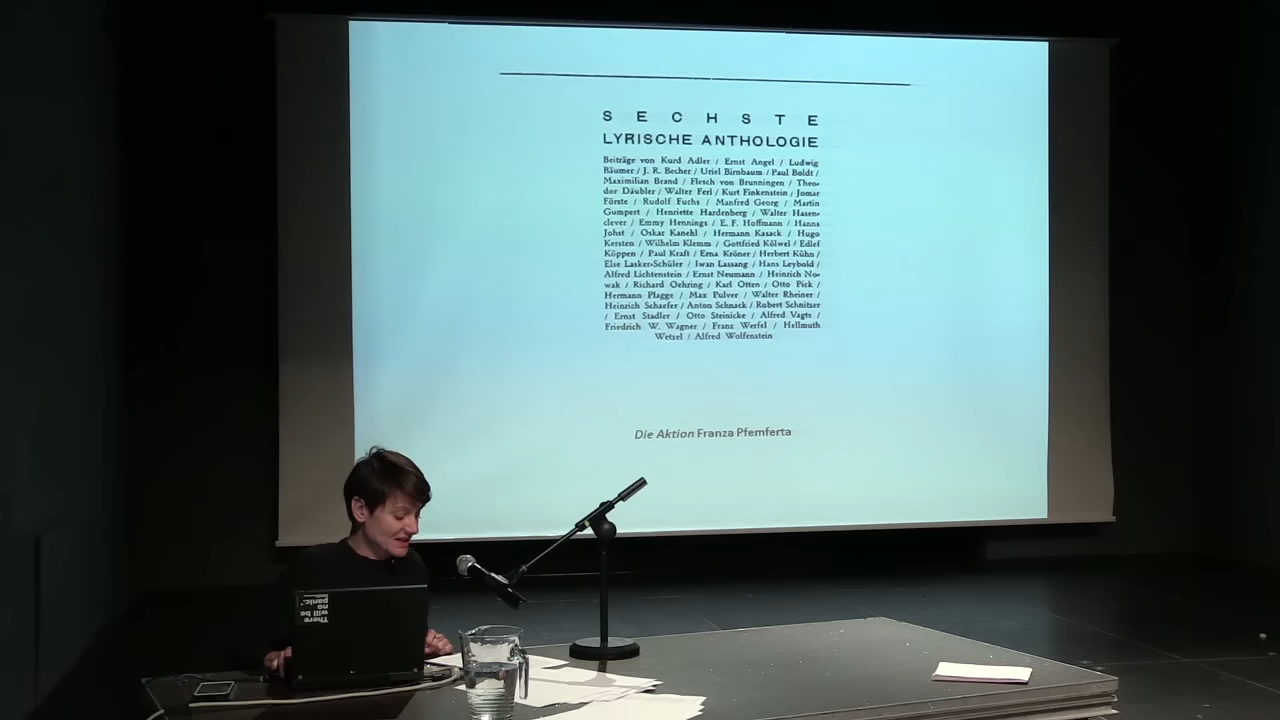 SECHSTE
LYRISCHE ANTHOLOGIE
Beiträge von Kurd Adler / Ernst Angel / Ludwig
Bäumer / J. R. Becher / Uriel Birnbaum / Paul Boldt /
Maximilian Brand / Flesch von Brunningen / Theo-
dor Däubler / Walter Ferl / Kurt Finkenstein / Jomar
Förste / Rudolf Fuchs / Manfred Georg / Martin
Gumpert / Henriette Hardenberg / Walter Hasen-
clever / Emmy Hennings / E. F. Hoffmann / Hanns
Johst / Oskar Kanehl / Hermann Kasack / Hugo
Kersten / Wilhelm Klemm / Gottfried Kölwel / Edlef
Köppen / Paul Kraft / Erna Kröner / Herbert Kühn /
Else Lasker-Schüler / Iwan Lassang / Hans Leybold /
Alfred Lichtenstein / Ernst Neumann / Heinrich No-
wak / Richard Oehring / Karl Otten / Otto Pick /
Hermann Plagge / Max Pulver / Walter Rheiner /
Heinrich Schaefer / Anton Schnack / Robert Schnitzer
/ Ernst Stadler / Otto Steinicke / Alfred Vagts /
Friedrich W. Wagner / Franz Werfel / Hellmuth
Wetzel / Alfred Wolfenstein
Die Aktion Franza Pfemferta
There
will be
no
panic.